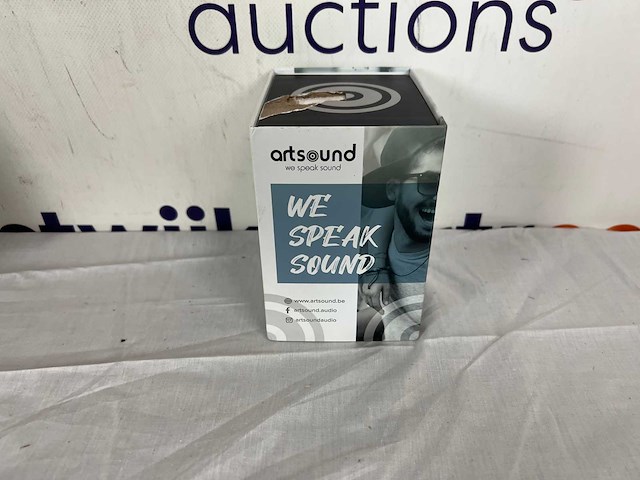 auctions
artsound
we speak sound
WE
SPEAK
SOUND
www.artsound.be
artsound.audio
artsoundaudio